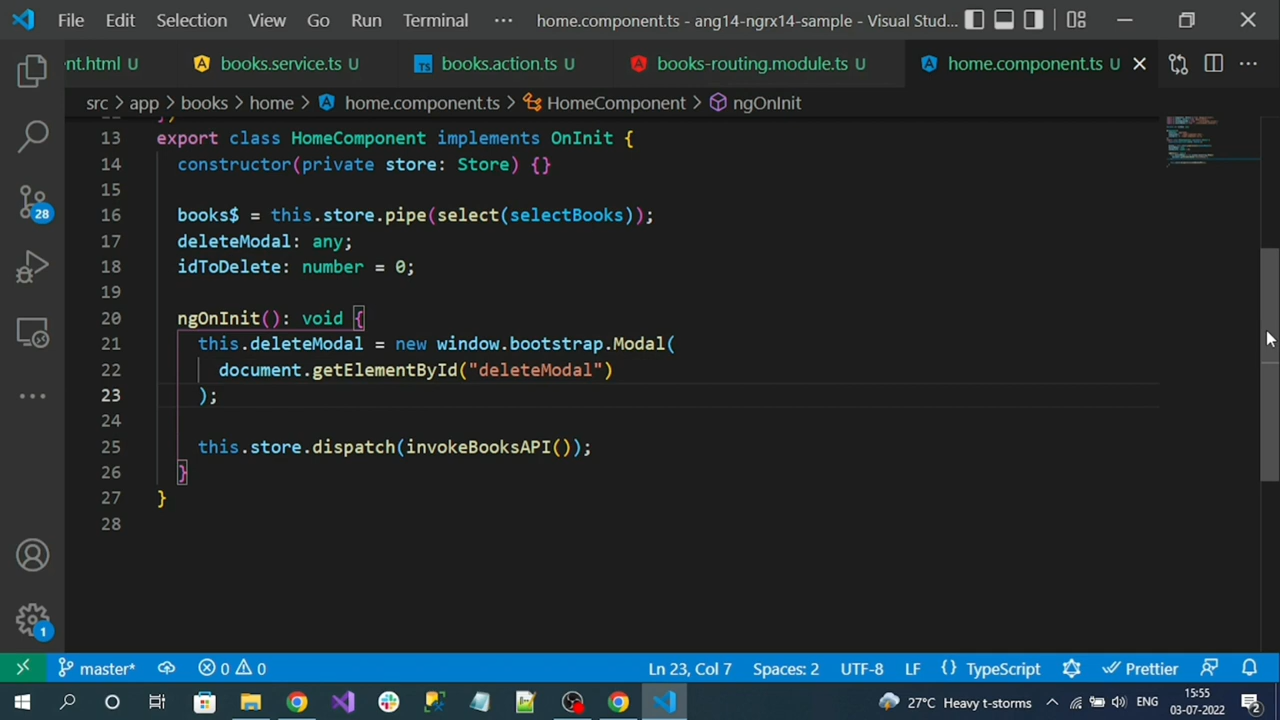 File Edit Selection View Go Run Terminal ··· home.component.ts - ang14-ngrx14-sample - Visual Stud...
ent.html U books.service.ts U books.action.ts U books-routing.module.ts U home.component.ts U
src > app > books > home > home.component.ts > HomeComponent > ngOnInit
13 export class HomeComponent implements OnInit {
14 constructor(private store: Store) {}
15
16 books$ = this.store.pipe(select(selectBooks));
17 deleteModal: any;
18 idToDelete: number = 0;
19
20 ngOnInit(): void {
21 this.deleteModal = new window.bootstrap.Modal(
22 document.getElementById("deleteModal")
23 );
24
25 this.store.dispatch(invokeBooksAPI());
26 }
27 }
28
28
1
master* 0 0 Ln 23, Col 7 Spaces: 2 UTF-8 LF {} TypeScript Prettier
27°C Heavy t-storms ENG 15:55
03-07-2022 2